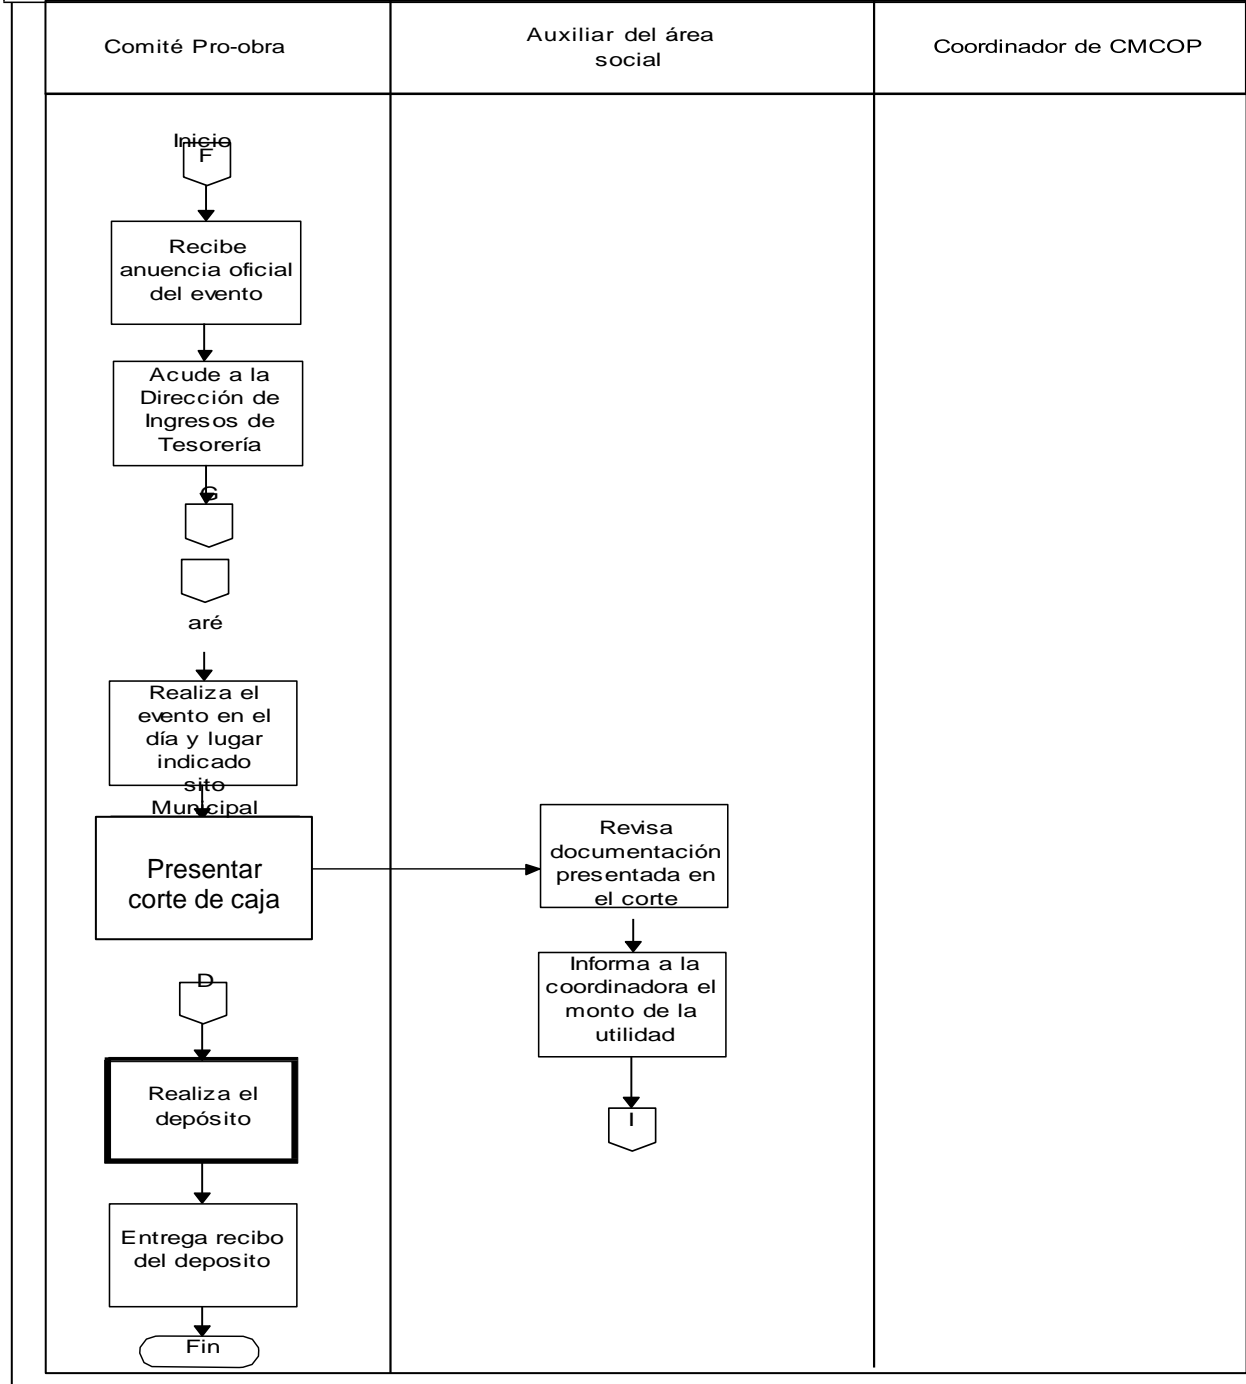 Comité Pro-obra
Auxiliar del área
social
Coordinador de CMCOP
Inicio
F
Recibe
anuencia oficial
del evento
Acude a la
Dirección de
Ingresos de
Tesorería
G
aré
Realiza el
evento en el
día y lugar
indicado
sito
Municipal
Presentar
corte de caja
Revisa
documentación
presentada en
el corte
Informa a la
coordinadora el
monto de la
utilidad
I
D
Realiza el
depósito
Entrega recibo
del deposito
Fin